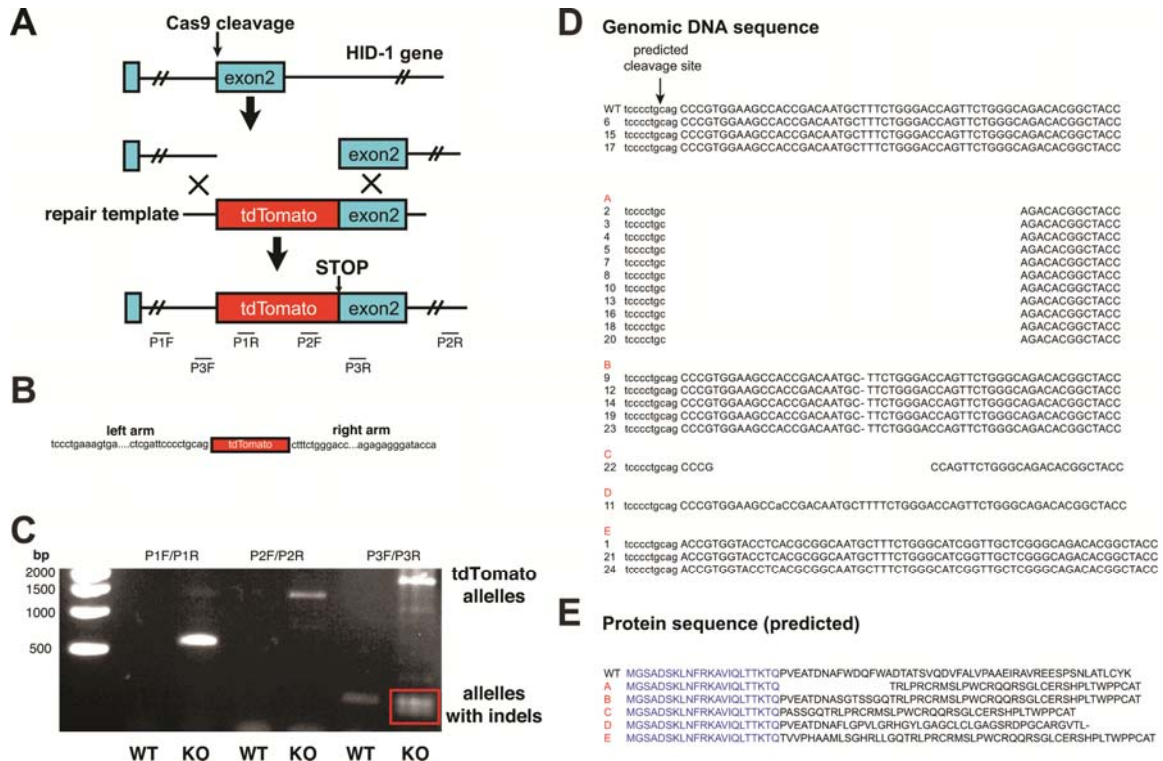 A
Cas9 cleavage
HID-1 gene
exon2
exon2
repair template
tdTomato
exon2
STOP
tdTomato
exon2
P1F
P1R
P2F
P2R
P3F
P3R
B
left arm
right arm
tccctgaaagtga....ctcgattcccctgcag
tdTomato
ctttctgggacc...agagagggatacca
C
bp
P1F/P1R
P2F/P2R
P3F/P3R
2000
1500
1000
500
tdTomato
alleles
alleles
with indels
WT
KO
WT
KO
WT
KO
D
Genomic DNA sequence
predicted
cleavage site
WT tcccctgcag CCCGTGGAAGCCACCGACAATGCTTTCTGGGACCAGTTCTGGGCAGACACGGCTACC
6 tcccctgcag CCCGTGGAAGCCACCGACAATGCTTTCTGGGACCAGTTCTGGGCAGACACGGCTACC
15 tcccctgcag CCCGTGGAAGCCACCGACAATGCTTTCTGGGACCAGTTCTGGGCAGACACGGCTACC
17 tcccctgcag CCCGTGGAAGCCACCGACAATGCTTTCTGGGACCAGTTCTGGGCAGACACGGCTACC
A
2 tcccctgc AGACACGGCTACC
3 tcccctgc AGACACGGCTACC
4 tcccctgc AGACACGGCTACC
5 tcccctgc AGACACGGCTACC
7 tcccctgc AGACACGGCTACC
8 tcccctgc AGACACGGCTACC
10 tcccctgc AGACACGGCTACC
13 tcccctgc AGACACGGCTACC
16 tcccctgc AGACACGGCTACC
18 tcccctgc AGACACGGCTACC
20 tcccctgc AGACACGGCTACC
B
9 tcccctgcag CCCGTGGAAGCCACCGACAATGC- TTCTGGGACCAGTTCTGGGCAGACACGGCTACC
12 tcccctgcag CCCGTGGAAGCCACCGACAATGC- TTCTGGGACCAGTTCTGGGCAGACACGGCTACC
14 tcccctgcag CCCGTGGAAGCCACCGACAATGC- TTCTGGGACCAGTTCTGGGCAGACACGGCTACC
19 tcccctgcag CCCGTGGAAGCCACCGACAATGC- TTCTGGGACCAGTTCTGGGCAGACACGGCTACC
23 tcccctgcag CCCGTGGAAGCCACCGACAATGC- TTCTGGGACCAGTTCTGGGCAGACACGGCTACC
C
22 tcccctgcag CCCG CCAGTTCTGGGCAGACACGGCTACC
D
11 tcccctgcag CCCGTGGAAGCCaCCGACAATGCTTTTCTGGGACCAGTTCTGGGCAGACACGGCTACC
E
1 tcccctgcag ACCGTGGTACCTCACGCGGCAATGCTTTCTGGGCATCGGTTGCTCGGGCAGACACGGCTACC
21 tcccctgcag ACCGTGGTACCTCACGCGGCAATGCTTTCTGGGCATCGGTTGCTCGGGCAGACACGGCTACC
24 tcccctgcag ACCGTGGTACCTCACGCGGCAATGCTTTCTGGGCATCGGTTGCTCGGGCAGACACGGCTACC
E
Protein sequence (predicted)
WT MGSADSKLNFRKAVIQLTTKTQPVEATDNAFWDQFWADTATSVQDVFALVPAAEIRAVREESPSNLATLCYK
A MGSADSKLNFRKAVIQLTTKTQ TRLPRCRMSLPWCRQQRSGLCERSHPLTWPPCAT
B MGSADSKLNFRKAVIQLTTKTQPVEATDNASGTSSGQTRLPRCRMSLPWCRQQRSGLCERSHPLTWPPCAT
C MGSADSKLNFRKAVIQLTTKTQPASSGQTRLPRCRMSLPWCRQQRSGLCERSHPLTWPPCAT
D MGSADSKLNFRKAVIQLTTKTQPVEATDNAFLGPVLGRHGYLGAGCLCLGAGSRDPGCARGVTL-
E MGSADSKLNFRKAVIQLTTKTQTVVPHAAMLSGHRLLGQTRLPRCRMSLPWCRQQRSGLCERSHPLTWPPCAT